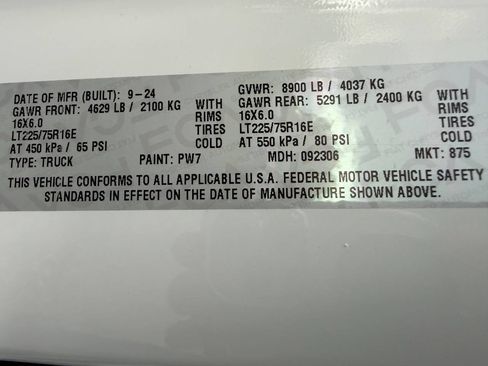 DATE OF MFR (BUILT): 9-24 GVWR: 8900 LB / 4037 KG
GAWR FRONT: 4629 LB / 2100 KG WITH GAWR REAR: 5291 LB / 2400 KG WITH
16X6.0 RIMS 16X6.0 RIMS
LT225/75R16E TIRES LT225/75R16E TIRES
AT 450 kPa / 65 PSI COLD AT 550 kPa / 80 PSI COLD
TYPE: TRUCK PAINT: PW7 MDH: 092306 MKT: 875
THIS VEHICLE CONFORMS TO ALL APPLICABLE U.S.A. FEDERAL MOTOR VEHICLE SAFETY
STANDARDS IN EFFECT ON THE DATE OF MANUFACTURE SHOWN ABOVE.